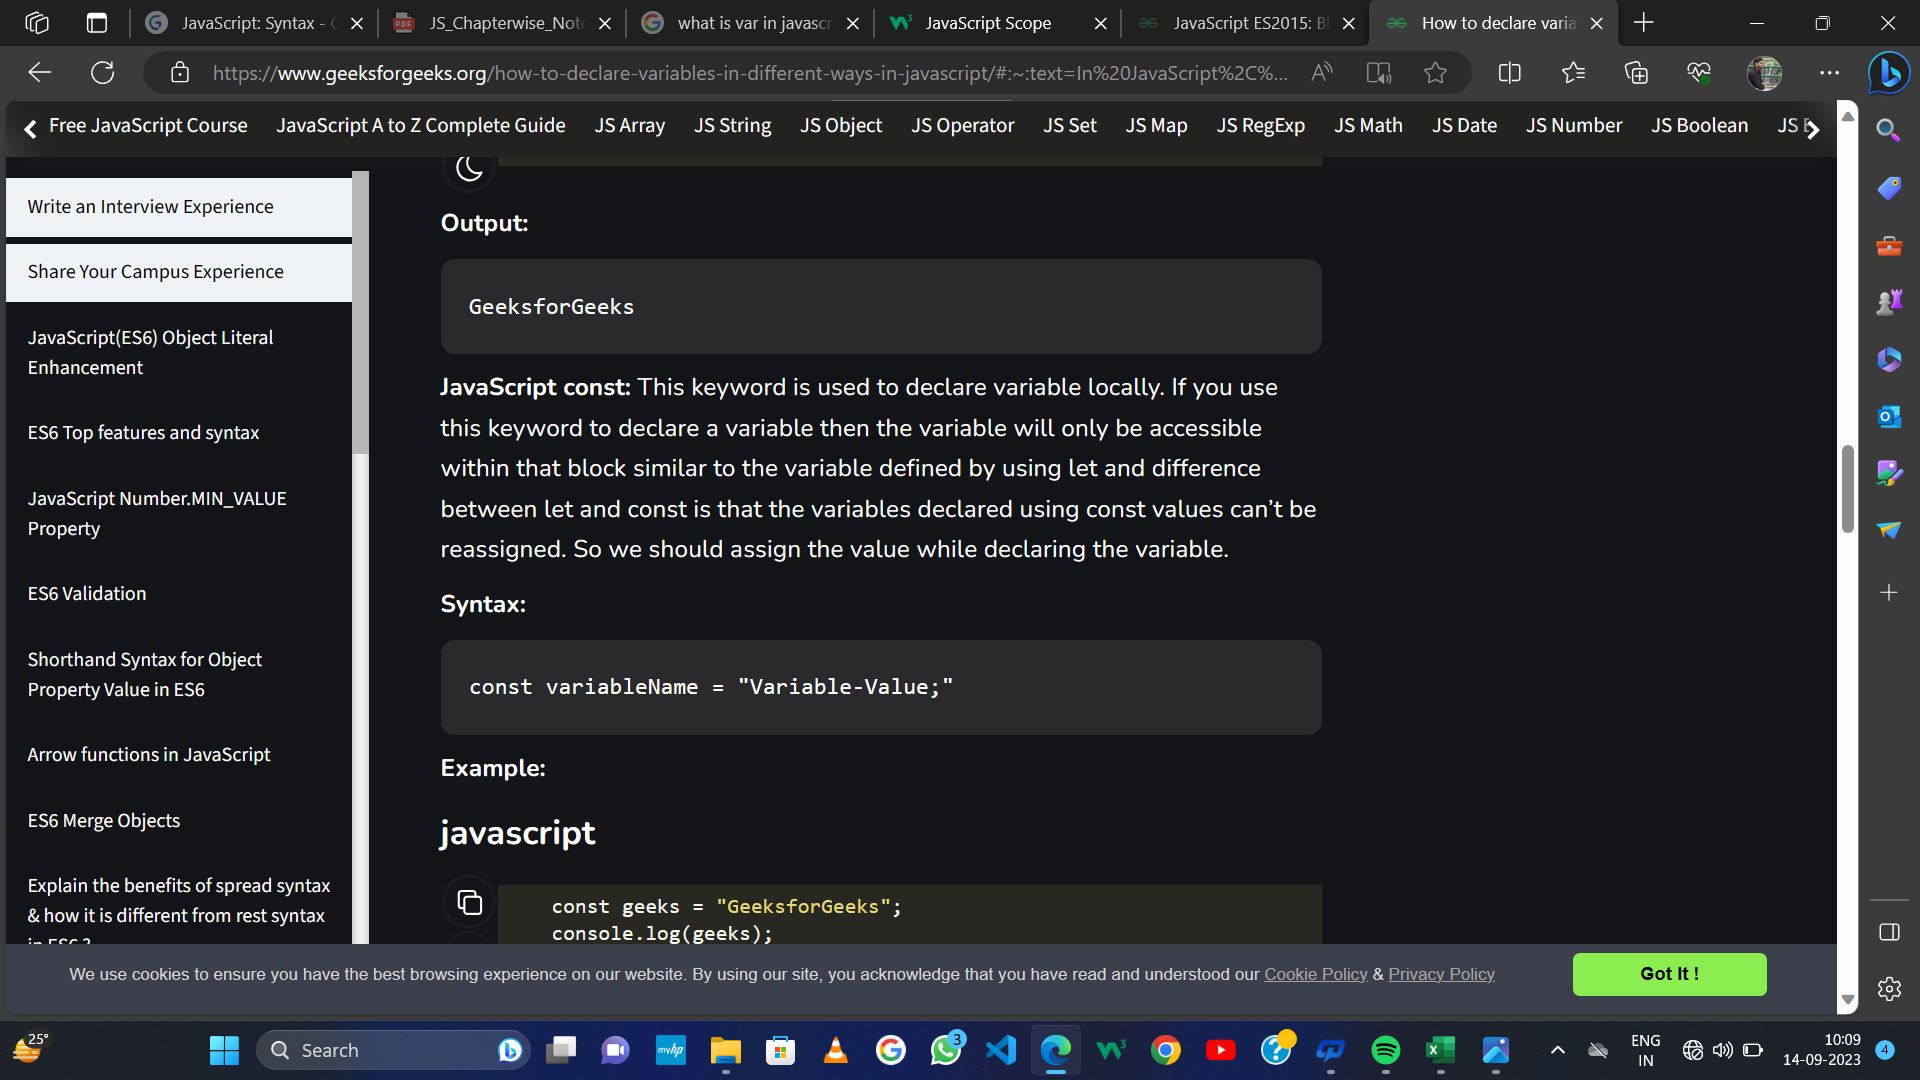 JavaScript: Syntax - G
JS_Chapterwise_Note
what is var in javascr
JavaScript Scope
JavaScript ES2015: Bl
How to declare varia
https://www.geeksforgeeks.org/how-to-declare-variables-in-different-ways-in-javascript/#:~:text=In%20JavaScript%2C%...
Free JavaScript Course JavaScript A to Z Complete Guide JS Array JS String JS Object JS Operator JS Set JS Map JS RegExp JS Math JS Date JS Number JS Boolean JS
Write an Interview Experience
Share Your Campus Experience
JavaScript(ES6) Object Literal
Enhancement
ES6 Top features and syntax
JavaScript Number.MIN_VALUE
Property
ES6 Validation
Shorthand Syntax for Object
Property Value in ES6
Arrow functions in JavaScript
ES6 Merge Objects
Explain the benefits of spread syntax
& how it is different from rest syntax
in ES6 ?
Output:
GeeksforGeeks
JavaScript const: This keyword is used to declare variable locally. If you use
this keyword to declare a variable then the variable will only be accessible
within that block similar to the variable defined by using let and difference
between let and const is that the variables declared using const values can’t be
reassigned. So we should assign the value while declaring the variable.
Syntax:
const variableName = "Variable-Value;"
Example:
javascript
const geeks = "GeeksforGeeks";
console.log(geeks);
We use cookies to ensure you have the best browsing experience on our website. By using our site, you acknowledge that you have read and understood our Cookie Policy & Privacy Policy
Got It !
25°
Search
myhp
3
ENG
IN
10:09
14-09-2023
4